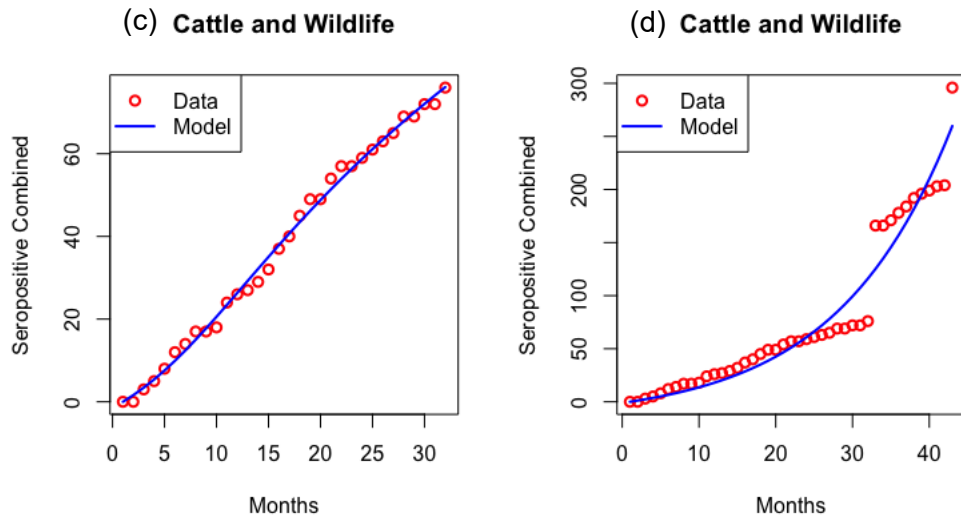 (c) Cattle and Wildlife
Data
Model
Seropositive Combined
0 20 40 60
0 5 10 15 20 25 30
Months
(d) Cattle and Wildlife
Data
Model
Seropositive Combined
0 50 100 200 300
0 10 20 30 40
Months